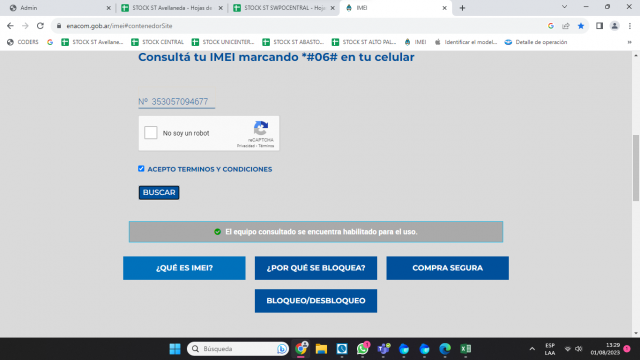 Admin
STOCK ST Avellaneda - Hojas de
STOCK ST SWPOCENTRAL - Hoj
IMEI
enacom.gob.ar/imei#contenedorSite
CODERS
STOCK ST Avellane...
STOCK CENTRAL
STOCK UNICENTER...
STOCK ST ABASTO...
STOCK ST ALTO PAL...
IMEI
Identificar el model...
Detalle de operación
Consultá tu IMEI marcando *#06# en tu celular
Nº 353057094677
No soy un robot
reCAPTCHA
Privacidad - Términos
ACEPTO TERMINOS Y CONDICIONES
BUSCAR
El equipo consultado se encuentra habilitado para el uso.
¿QUÉ ES IMEI?
¿POR QUÉ SE BLOQUEA?
COMPRA SEGURA
BLOQUEO/DESBLOQUEO
Búsqueda
ESP
LAA
13:29
01/08/2023